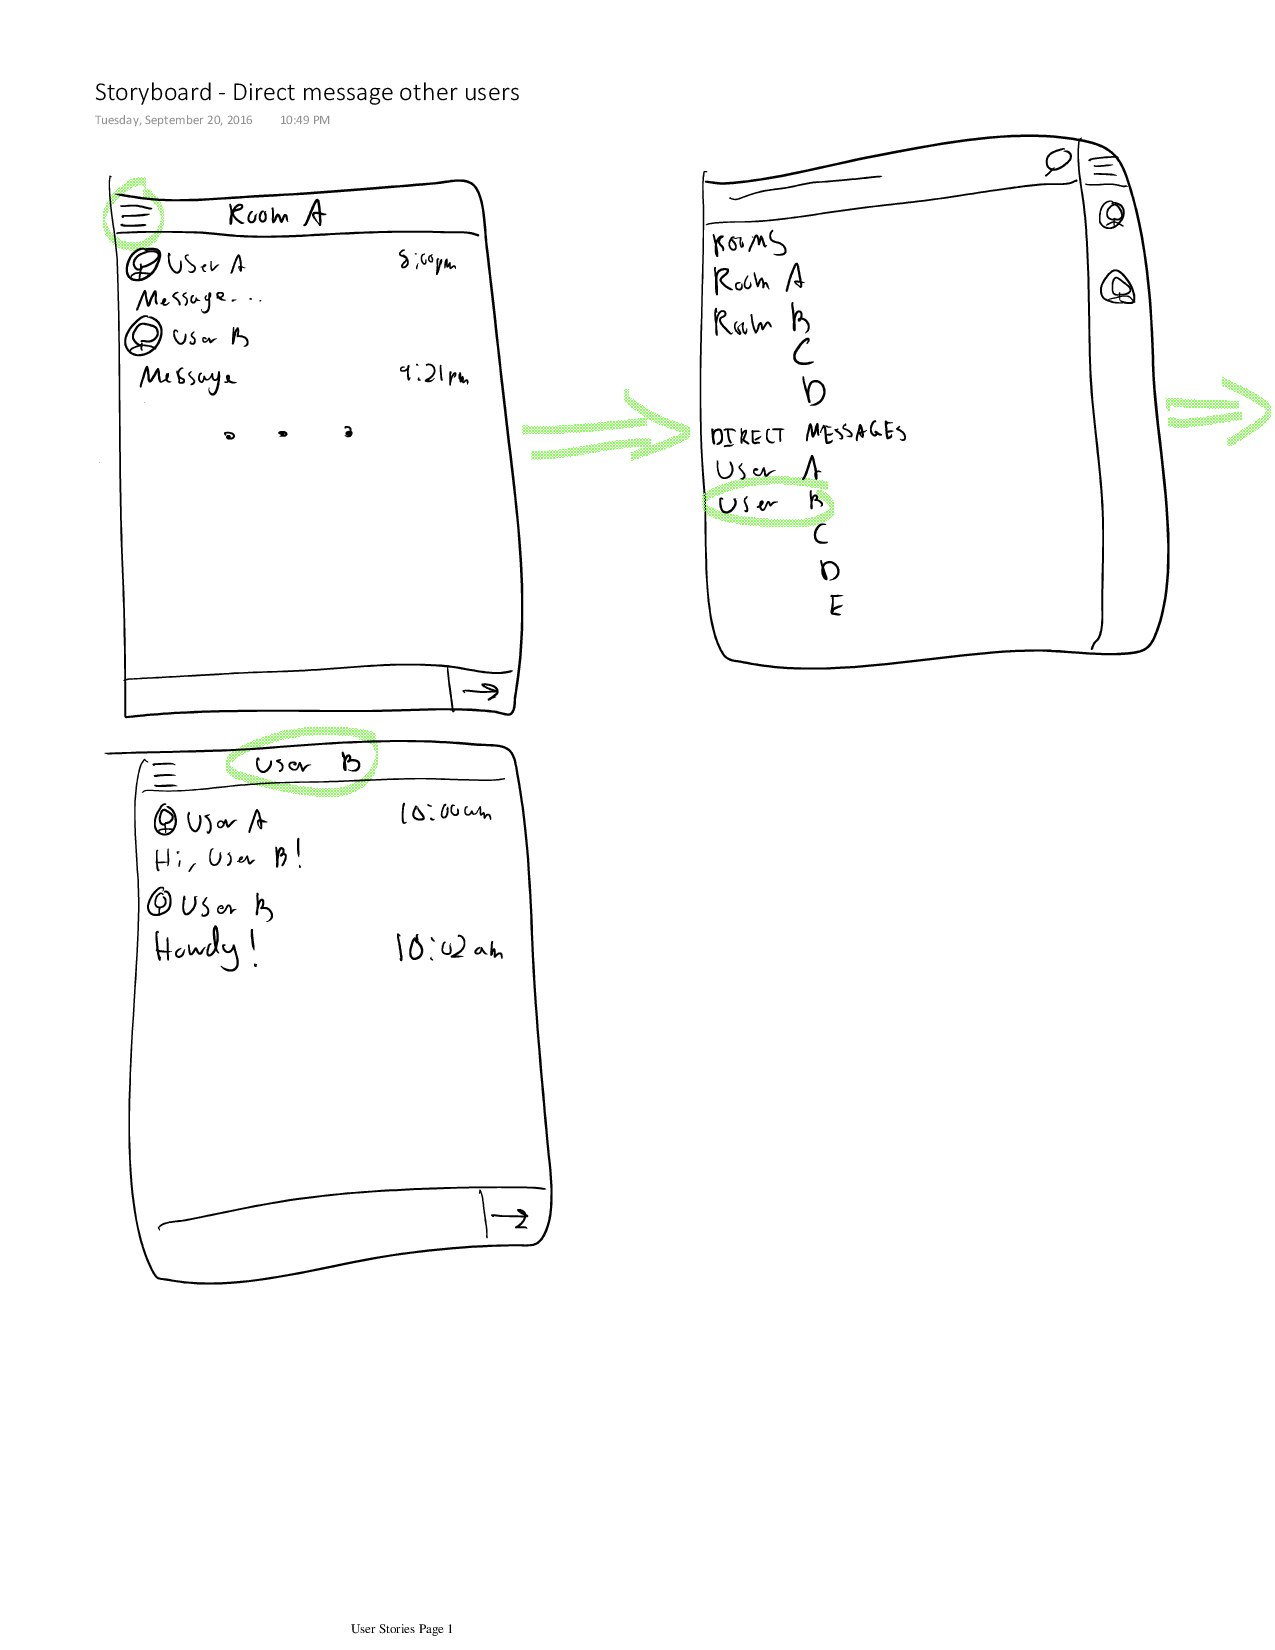 Storyboard - Direct message other users
Tuesday, September 20, 2016 10:49 PM
Room A
User A 8:00pm
Message...
User B
Message 9:21pm
ROOMS
Room A
Room B
C
D
DIRECT MESSAGES
User A
User B
C
D
E
User B
User A 10:00am
Hi, User B!
User B
Howdy! 10:02am
User Stories Page 1